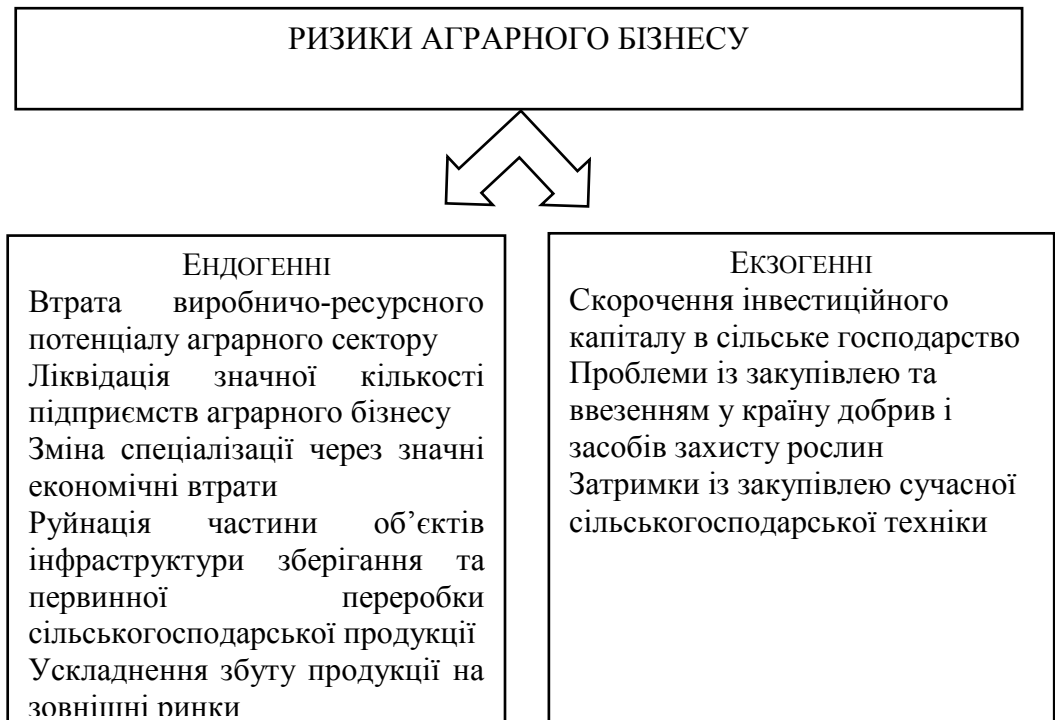 РИЗИКИ АГРАРНОГО БІЗНЕСУ
ЕНДОГЕННІ
Втрата виробничо-ресурсного
потенціалу аграрного сектору
Ліквідація значної кількості
підприємств аграрного бізнесу
Зміна спеціалізації через значні
економічні втрати
Руйнація частини об’єктів
інфраструктури зберігання та
первинної переробки
сільськогосподарської продукції
Ускладнення збуту продукції на
зовнішні ринки
ЕКЗОГЕННІ
Скорочення інвестиційного
капіталу в сільське господарство
Проблеми із закупівлею та
ввезенням у країну добрив і
засобів захисту рослин
Затримки із закупівлею сучасної
сільськогосподарської техніки